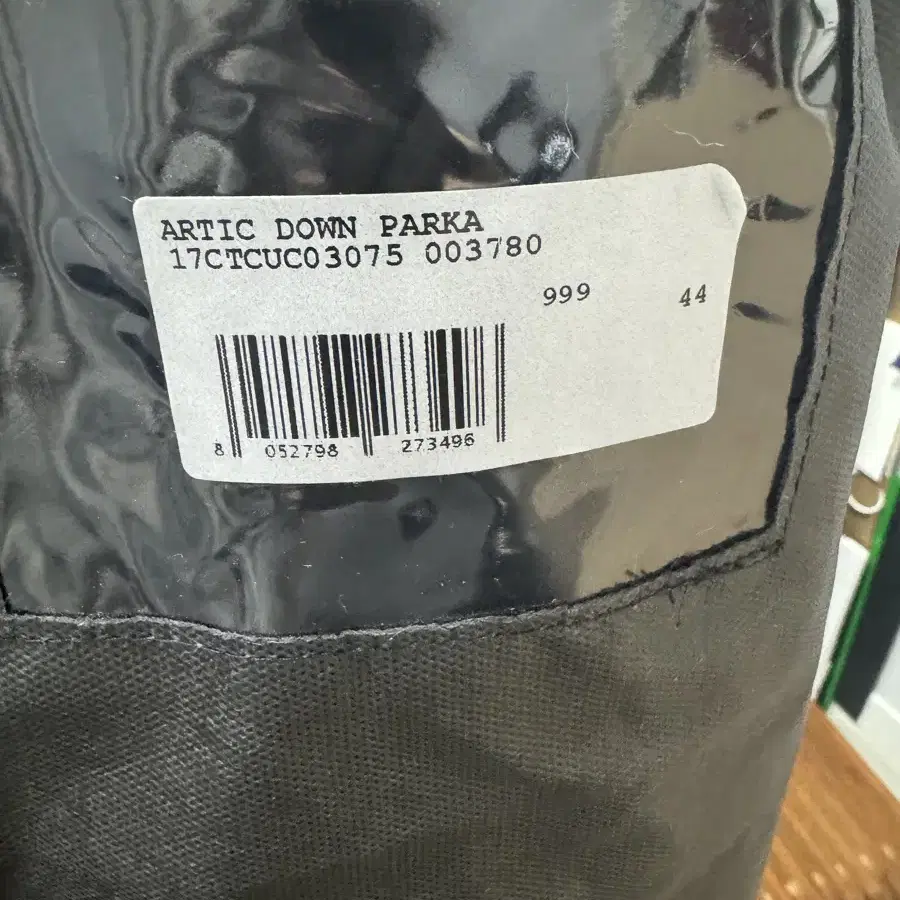 ARTIC DOWN PARKA
17CTCUC03075 003780
999 44
8 052798 273496